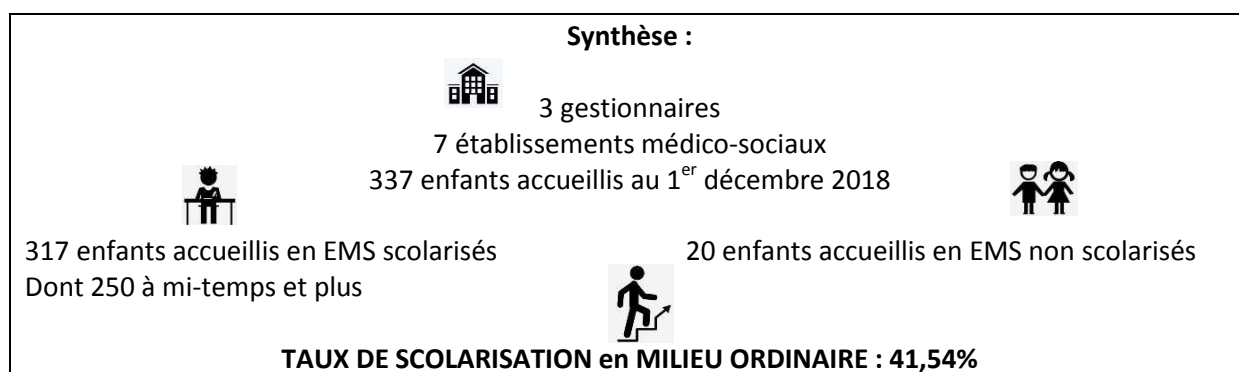 Synthèse :
3 gestionnaires
7 établissements médico-sociaux
337 enfants accueillis au 1er décembre 2018
317 enfants accueillis en EMS scolarisés
20 enfants accueillis en EMS non scolarisés
Dont 250 à mi-temps et plus
TAUX DE SCOLARISATION en MILIEU ORDINAIRE : 41,54%